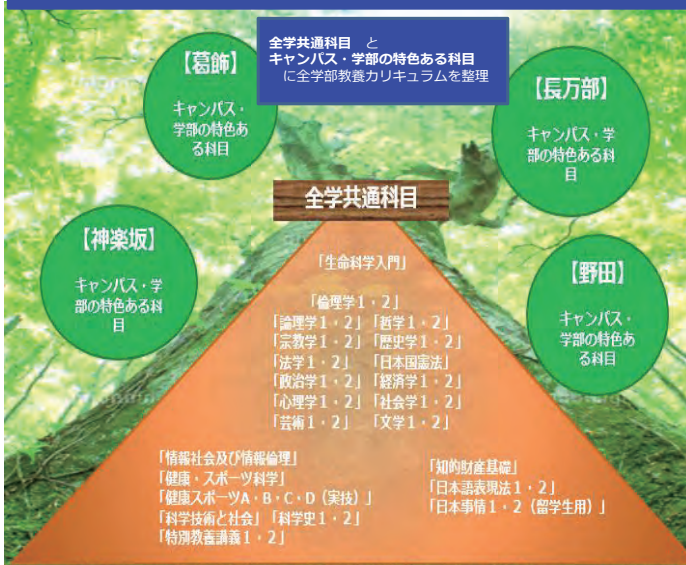 全学共通科目 と
キャンパス・学部の特色ある科目
に全学部教養カリキュラムを整理
【葛飾】
キャンパス・
学部の特色あ
る科目
【長万部】
キャンパス・学
部の特色ある科
目
全学共通科目
【神楽坂】
キャンパス・学
部の特色ある科
目
【野田】
キャンパス・
学部の特色あ
る科目
「生命科学入門」
「倫理学1・2」
「論理学1・2」「哲学1・2」
「宗教学1・2」「歴史学1・2」
「法学1・2」「日本国憲法」
「政治学1・2」「経済学1・2」
「心理学1・2」「社会学1・2」
「芸術1・2」「文学1・2」
「情報社会及び情報倫理」
「健康・スポーツ科学」
「健康スポーツA・B・C・D（実技）」
「科学技術と社会」「科学史1・2」
「特別教養講義1・2」
「知的財産基礎」
「日本語表現法1・2」
「日本事情1・2（留学生用）」